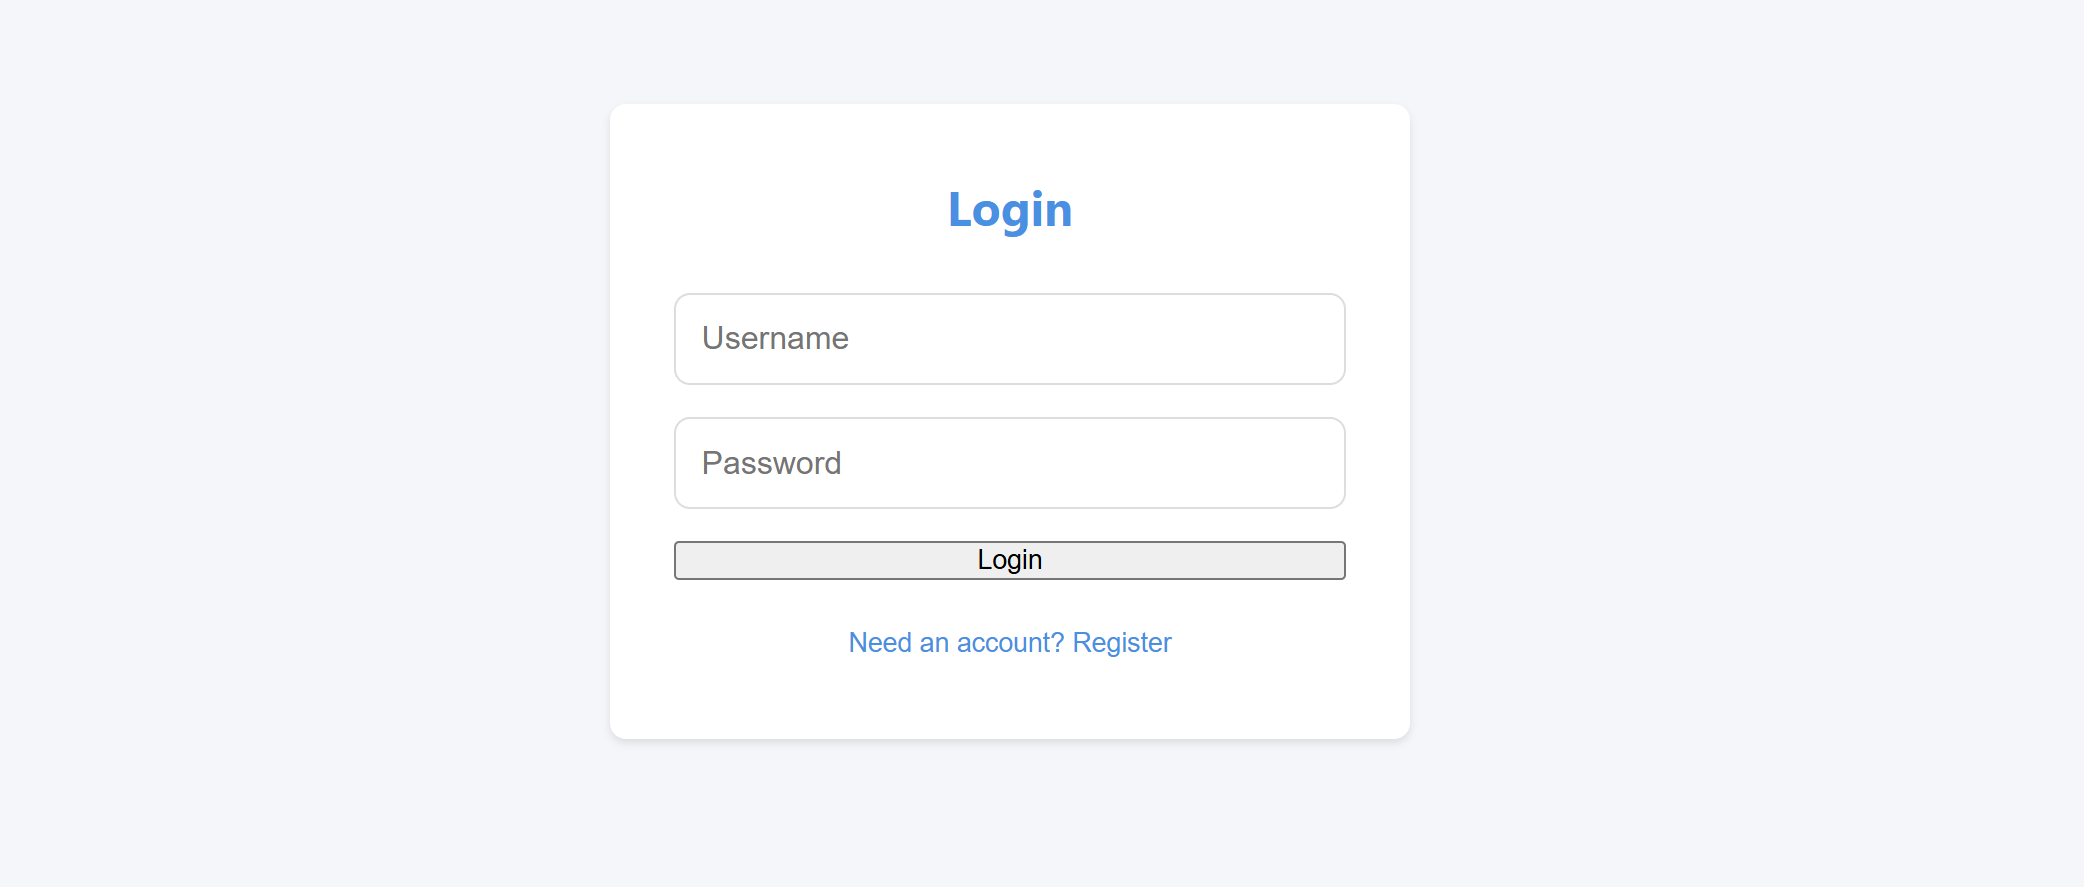 Login
Username
Password
Login
Need an account? Register